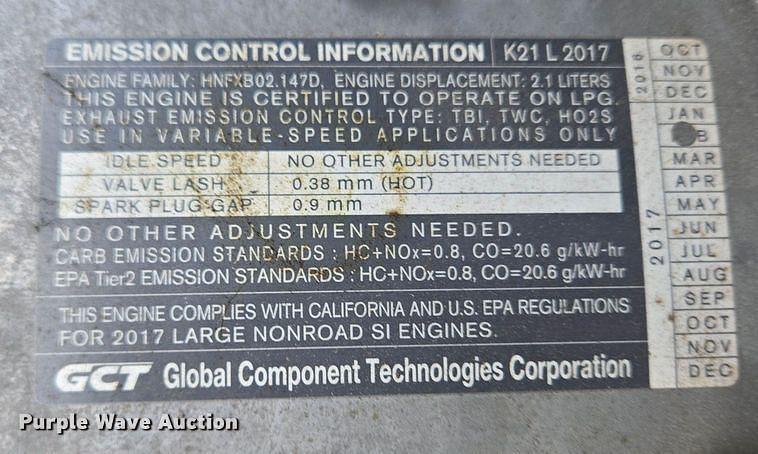 EMISSION CONTROL INFORMATION K21 L 2017
ENGINE FAMILY: HNFXB02.147D, ENGINE DISPLACEMENT: 2.1 LITERS
THIS ENGINE IS CERTIFIED TO OPERATE ON LPG.
EXHAUST EMISSION CONTROL TYPE: TBI, TWC, HO2S
USE IN VARIABLE-SPEED APPLICATIONS ONLY
IDLE SPEED NO OTHER ADJUSTMENTS NEEDED
VALVE LASH 0.38 mm (HOT)
SPARK PLUG GAP 0.9 mm
NO OTHER ADJUSTMENTS NEEDED.
CARB EMISSION STANDARDS : HC+NOx=0.8, CO=20.6 g/kW-hr
EPA Tier2 EMISSION STANDARDS : HC+NOx=0.8, CO=20.6 g/kW-hr
THIS ENGINE COMPLIES WITH CALIFORNIA AND U.S. EPA REGULATIONS
FOR 2017 LARGE NONROAD SI ENGINES.
GCT Global Component Technologies Corporation
2016
OCT
NOV
DEC
2017
JAN
MAR
APR
MAY
JUN
JUL
AUG
SEP
OCT
NOV
DEC
Purple Wave Auction